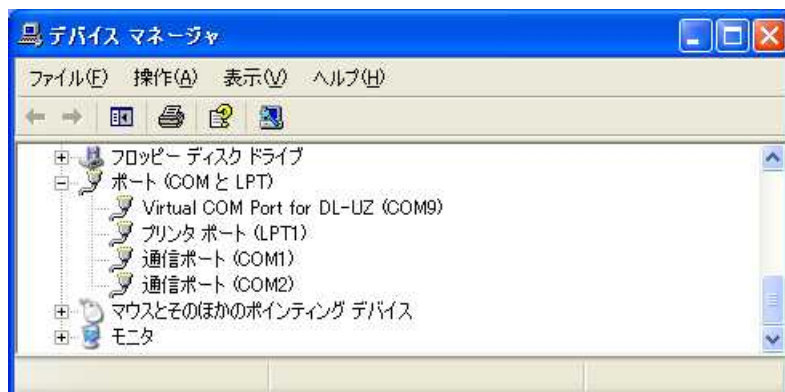 デバイス マネージャ
ファイル(F) 操作(A) 表示(V) ヘルプ(H)
フロッピー ディスク ドライブ
ポート (COM と LPT)
Virtual COM Port for DL-UZ (COM9)
プリンタ ポート (LPT1)
通信ポート (COM1)
通信ポート (COM2)
マウスとそのほかのポインティング デバイス
モニタ